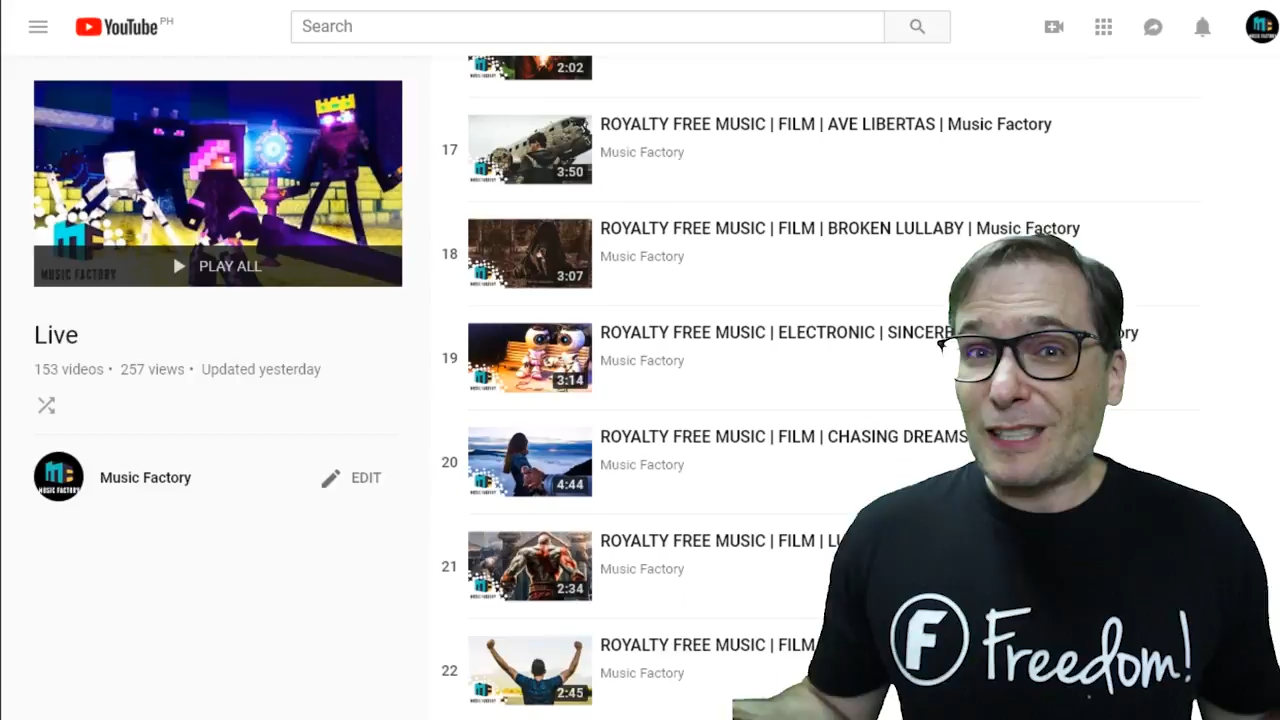 YouTube PH
Search
2:02
PLAY ALL
MUSIC FACTORY
Live
153 videos • 257 views • Updated yesterday
Music Factory
EDIT
MUSIC FACTORY
17
3:50
ROYALTY FREE MUSIC | FILM | AVE LIBERTAS | Music Factory
Music Factory
18
3:07
ROYALTY FREE MUSIC | FILM | BROKEN LULLABY | Music Factory
Music Factory
19
3:14
ROYALTY FREE MUSIC | ELECTRONIC | SINCERE
Music Factory
20
4:44
ROYALTY FREE MUSIC | FILM | CHASING DREAMS
Music Factory
21
2:34
ROYALTY FREE MUSIC | FILM |
Music Factory
22
2:45
ROYALTY FREE MUSIC | FILM
Music Factory
F Freedom!